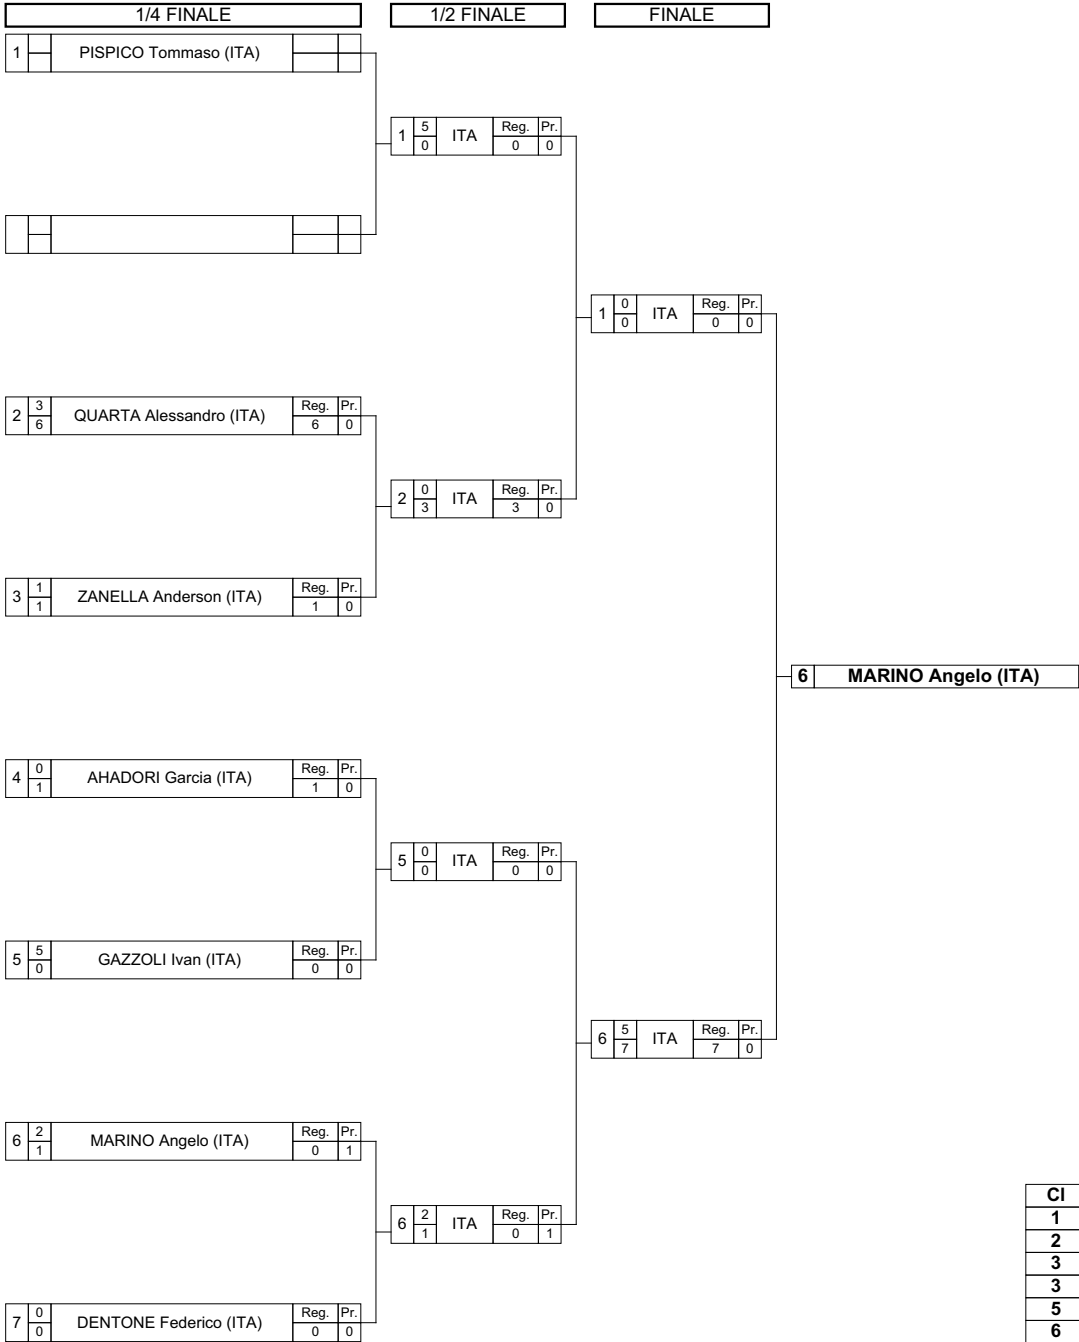 1/4 FINALE 1/2 FINALE FINALE
1 PISPICO Tommaso (ITA)
1 5 0 ITA Reg. Pr. 0 0
1 0 0 ITA Reg. Pr. 0 0
2 3 6 QUARTA Alessandro (ITA) Reg. Pr. 6 0
2 0 3 ITA Reg. Pr. 3 0
3 1 1 ZANELLA Anderson (ITA) Reg. Pr. 1 0
6 MARINO Angelo (ITA)
4 0 1 AHADORI Garcia (ITA) Reg. Pr. 1 0
5 0 0 ITA Reg. Pr. 0 0
5 5 0 GAZZOLI Ivan (ITA) Reg. Pr. 0 0
6 5 7 ITA Reg. Pr. 7 0
6 2 1 MARINO Angelo (ITA) Reg. Pr. 0 1
6 2 1 ITA Reg. Pr. 0 1
7 0 0 DENTONE Federico (ITA) Reg. Pr. 0 0
Cl
1
2
3
3
5
6